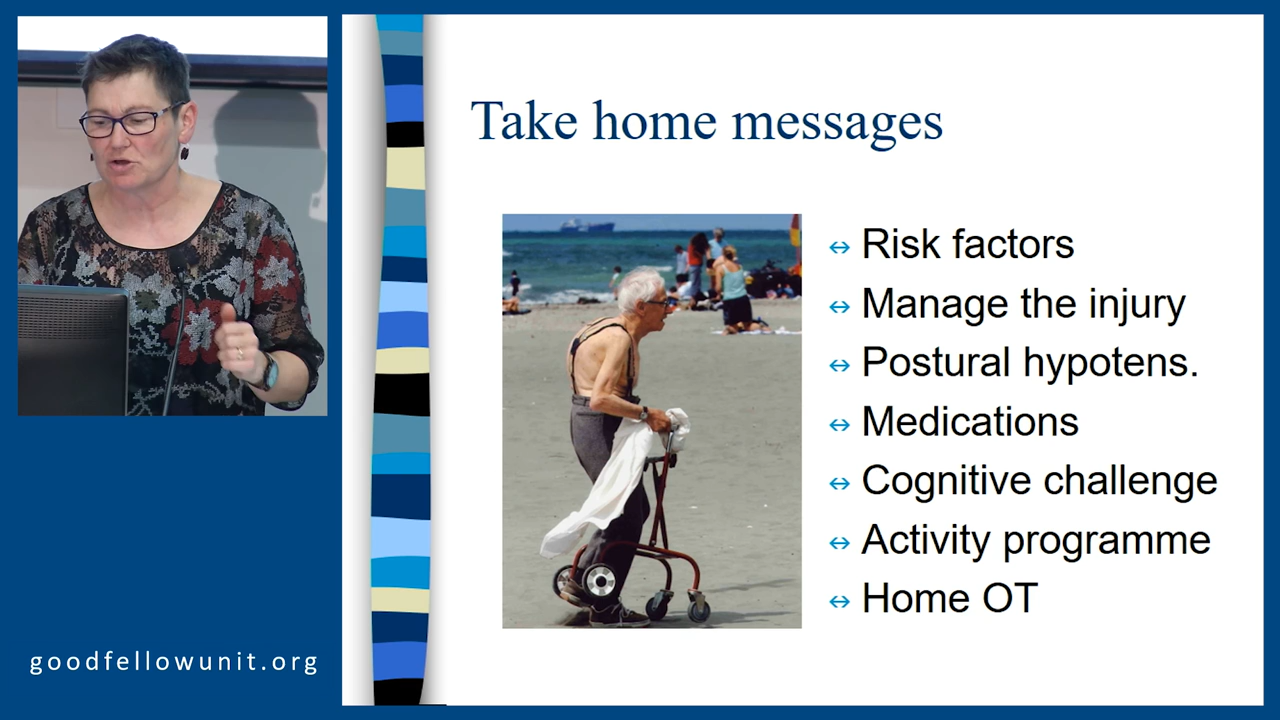 Take home messages
↔ Risk factors
↔ Manage the injury
↔ Postural hypotens.
↔ Medications
↔ Cognitive challenge
↔ Activity programme
↔ Home OT
goodfellowunit.org